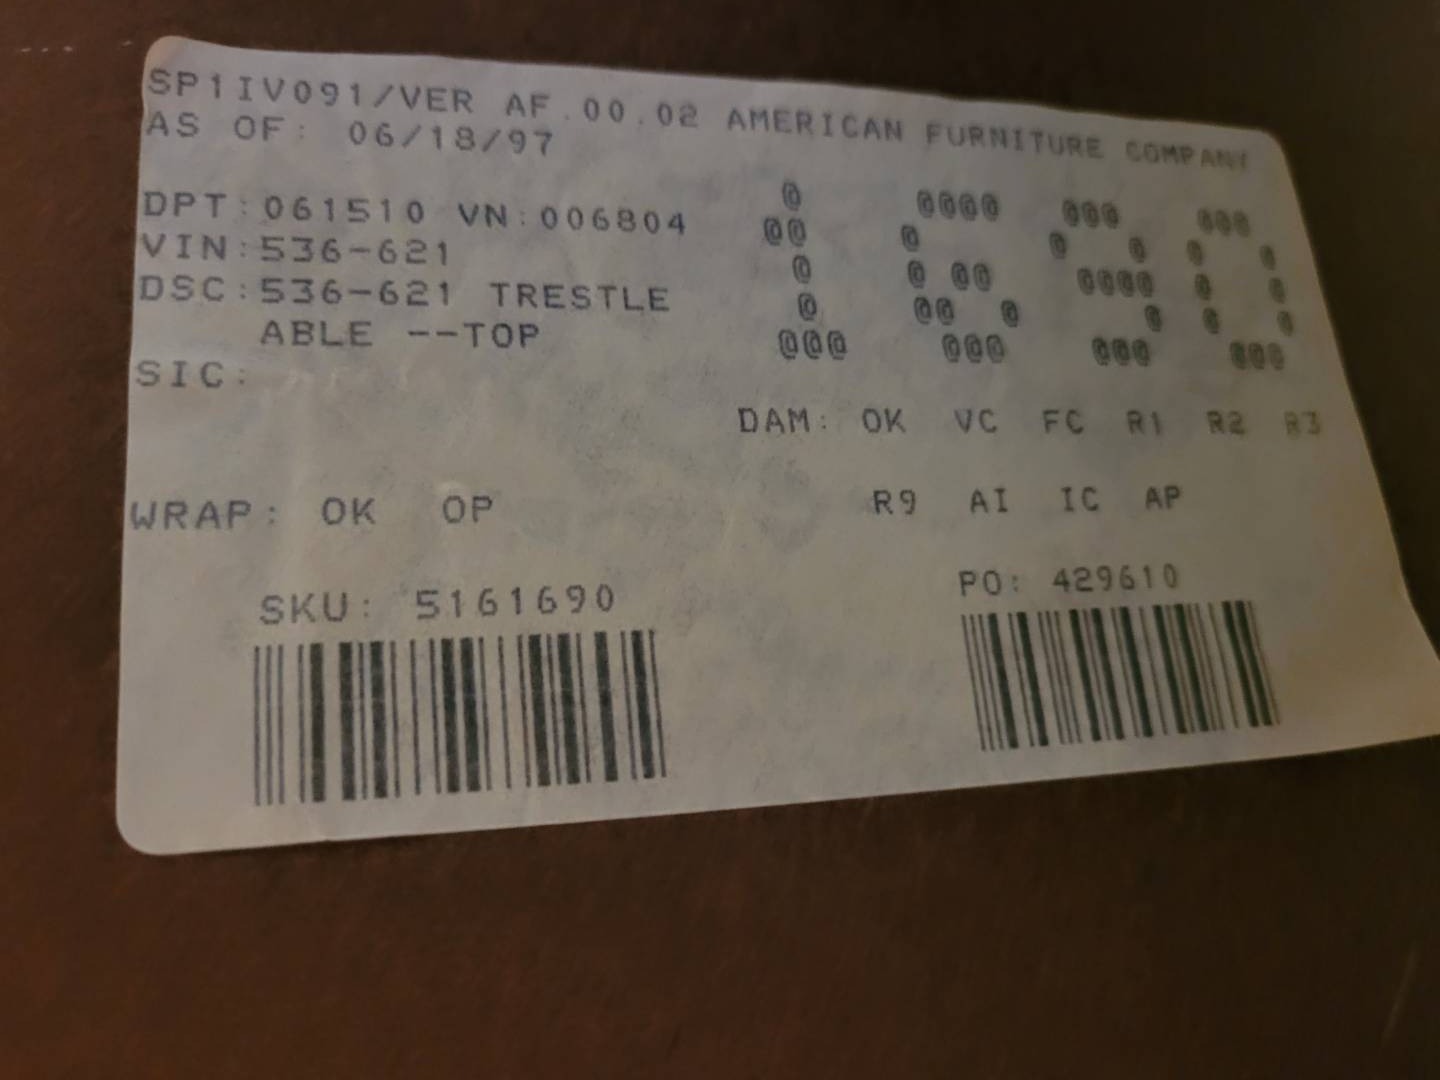 SP1IV091/VER AF.00.02 AMERICAN FURNITURE COMPANY
AS OF: 06/18/97
DPT:061510 VN:006804
VIN:536-621
DSC:536-621 TRESTLE
ABLE --TOP
1690
SIC:
DAM: OK VC FC R1 R2 R3
WRAP: OK OP
R9 AI IC AP
SKU: 5161690
PO: 429610